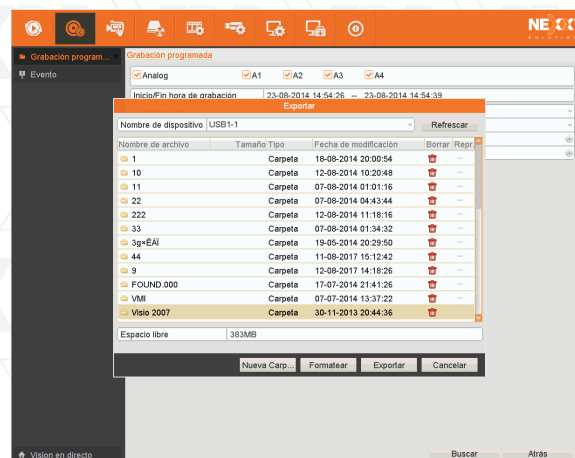 NEXX
Grabación program...
Grabación programada
Evento
Analog A1 A2 A3 A4
Inicio/Fin hora de grabación 23-08-2014 14:54:26 -- 23-08-2014 14:54:39
Exportar
Nombre de dispositivo USB1-1 Refrescar
Nombre de archivo Tamaño Tipo Fecha de modificación Borrar Repr.
1 Carpeta 16-08-2014 20:00:54
10 Carpeta 12-08-2014 10:20:48
11 Carpeta 07-08-2014 01:01:16
22 Carpeta 07-08-2014 04:43:44
222 Carpeta 12-08-2014 11:18:16
33 Carpeta 07-08-2014 01:34:32
3g×ÊÁÏ Carpeta 19-05-2014 20:29:50
44 Carpeta 11-08-2017 15:12:42
9 Carpeta 12-08-2017 14:18:26
FOUND.000 Carpeta 17-07-2014 21:41:26
VMI Carpeta 07-07-2014 13:37:22
Visio 2007 Carpeta 30-11-2013 20:44:36
Espacio libre 383MB
Nueva Carp... Formatear Exportar Cancelar
Vision en directo
Buscar Atrás